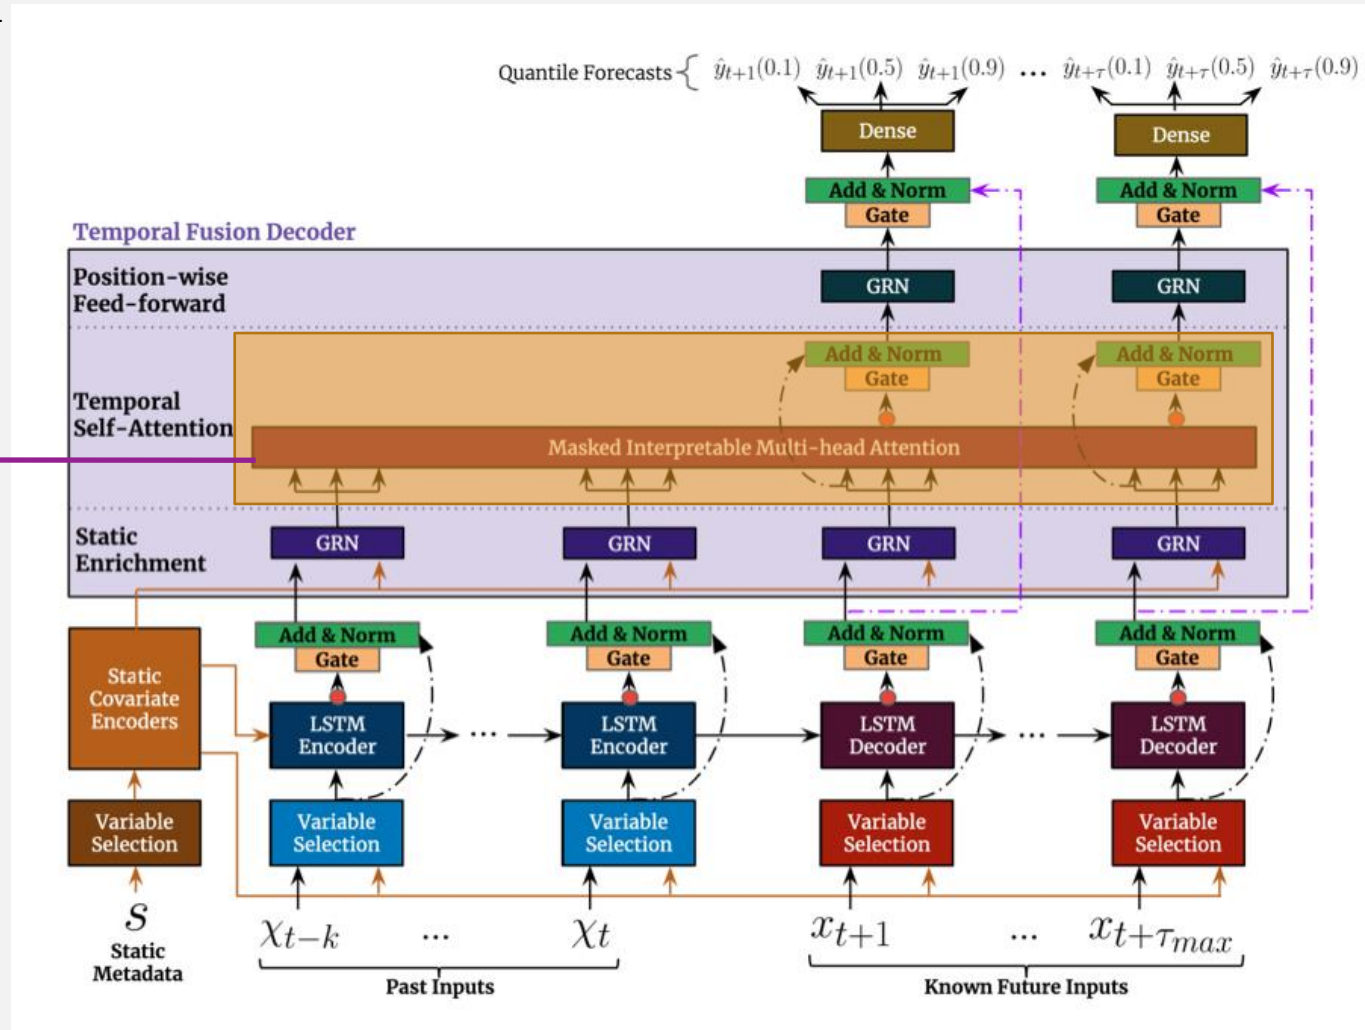 Quantile Forecasts { ŷt+1(0.1) ŷt+1(0.5) ŷt+1(0.9) ... ŷt+τ(0.1) ŷt+τ(0.5) ŷt+τ(0.9)
Dense Dense
Add & Norm Add & Norm
Gate Gate
Temporal Fusion Decoder
Position-wise
Feed-forward
GRN GRN
Add & Norm Add & Norm
Gate Gate
Temporal
Self-Attention
Masked Interpretable Multi-head Attention
Static
Enrichment
GRN GRN GRN GRN
Add & Norm Add & Norm Add & Norm Add & Norm
Gate Gate Gate Gate
Static
Covariate
Encoders
LSTM
Encoder
...
LSTM
Encoder
LSTM
Decoder
...
LSTM
Decoder
Variable
Selection
Variable
Selection
Variable
Selection
Variable
Selection
Variable
Selection
s
Static
Metadata
χt−k ... χt xt+1 ... xt+τmax
Past Inputs Known Future Inputs